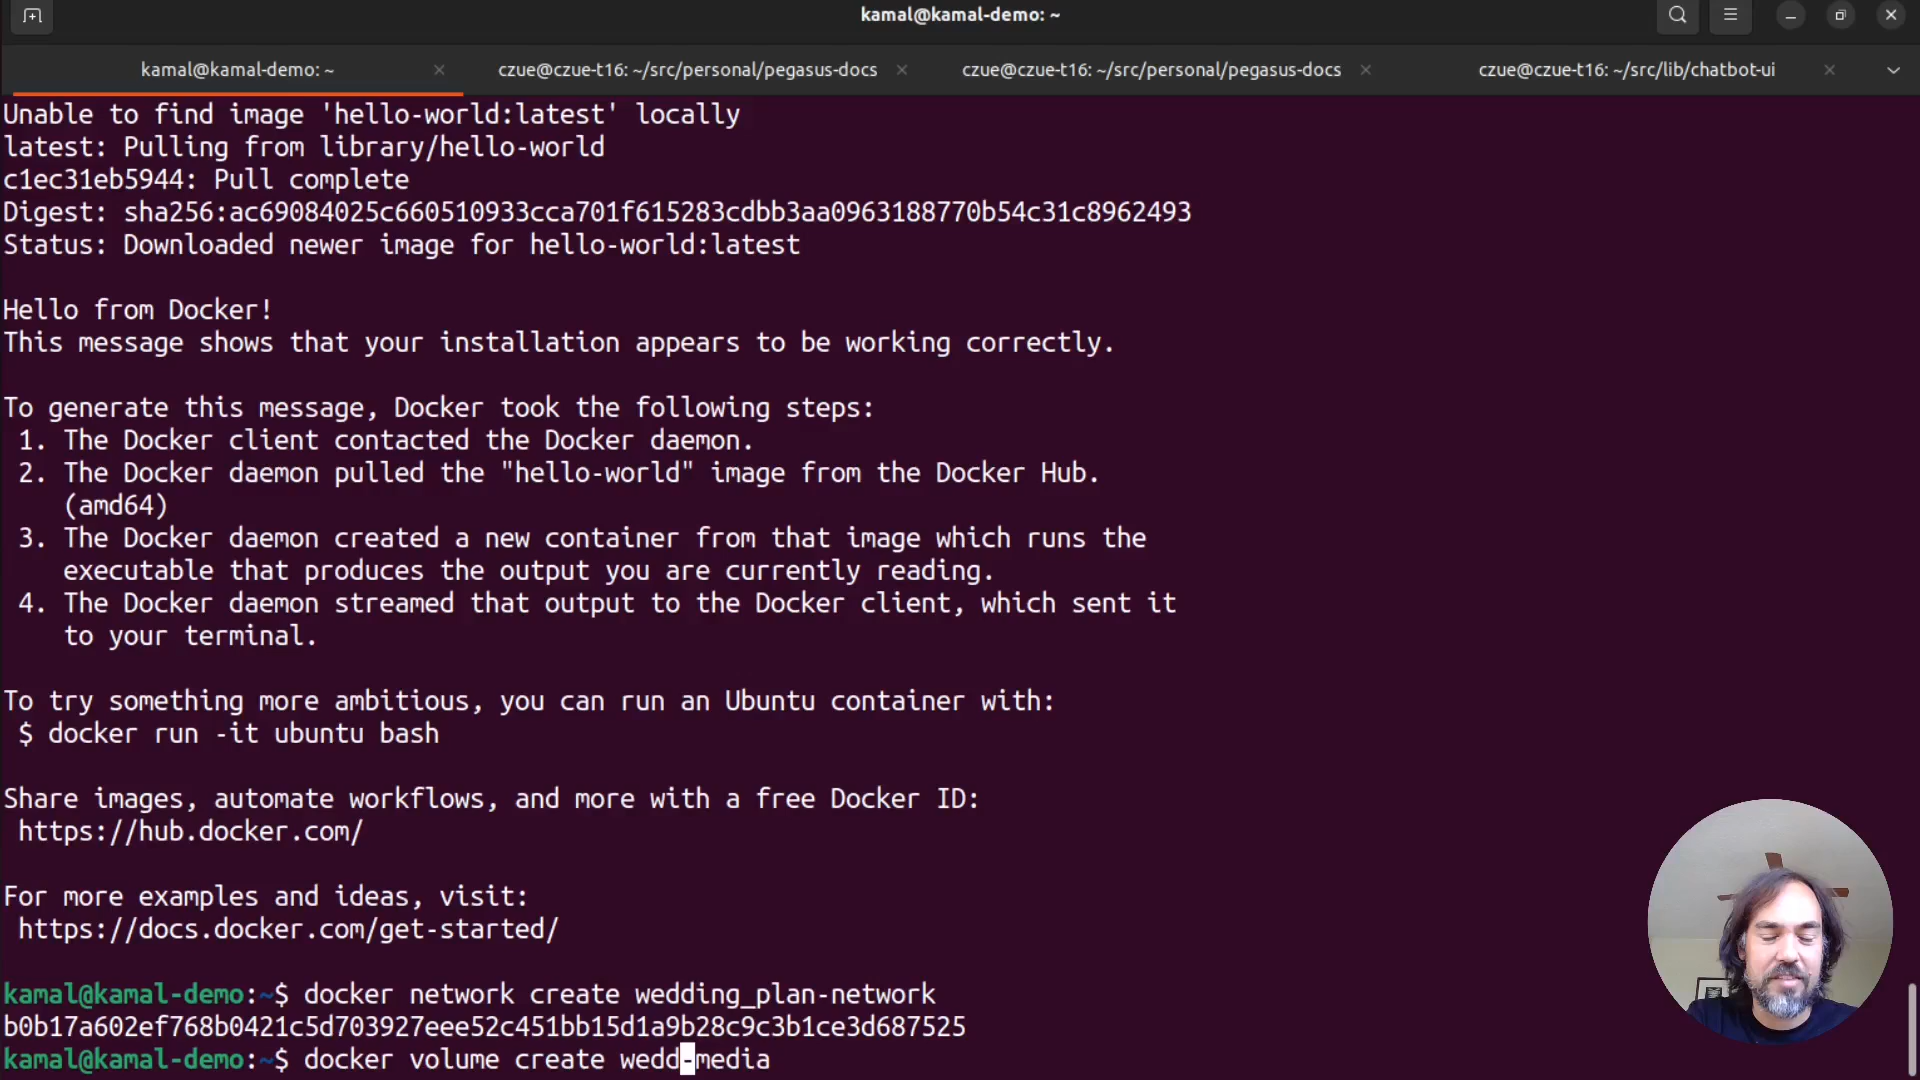 kamal@kamal-demo: ~
kamal@kamal-demo: ~
czue@czue-t16: ~/src/personal/pegasus-docs
czue@czue-t16: ~/src/personal/pegasus-docs
czue@czue-t16: ~/src/lib/chatbot-ui
Unable to find image 'hello-world:latest' locally
latest: Pulling from library/hello-world
c1ec31eb5944: Pull complete
Digest: sha256:ac69084025c660510933cca701f615283cdbb3aa0963188770b54c31c8962493
Status: Downloaded newer image for hello-world:latest
Hello from Docker!
This message shows that your installation appears to be working correctly.
To generate this message, Docker took the following steps:
1. The Docker client contacted the Docker daemon.
2. The Docker daemon pulled the "hello-world" image from the Docker Hub.
(amd64)
3. The Docker daemon created a new container from that image which runs the
executable that produces the output you are currently reading.
4. The Docker daemon streamed that output to the Docker client, which sent it
to your terminal.
To try something more ambitious, you can run an Ubuntu container with:
$ docker run -it ubuntu bash
Share images, automate workflows, and more with a free Docker ID:
https://hub.docker.com/
For more examples and ideas, visit:
https://docs.docker.com/get-started/
kamal@kamal-demo:~$ docker network create wedding_plan-network
b0b17a602ef768b0421c5d703927eee52c451bb15d1a9b28c9c3b1ce3d687525
kamal@kamal-demo:~$ docker volume create wedd-media